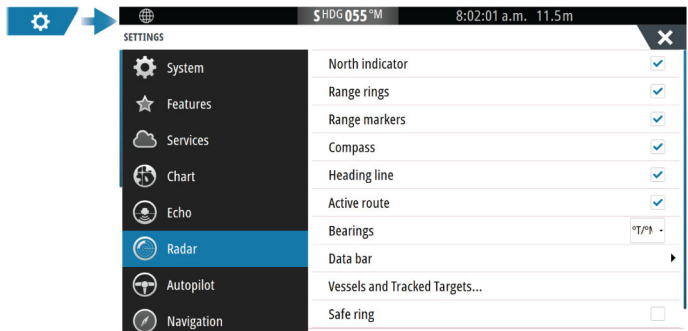 S HDG 055 °M 8:02:01 a.m. 11.5 m
SETTINGS
System
Features
Services
Chart
Echo
Radar
Autopilot
Navigation
North indicator
Range rings
Range markers
Compass
Heading line
Active route
Bearings °T/°M
Data bar
Vessels and Tracked Targets...
Safe ring